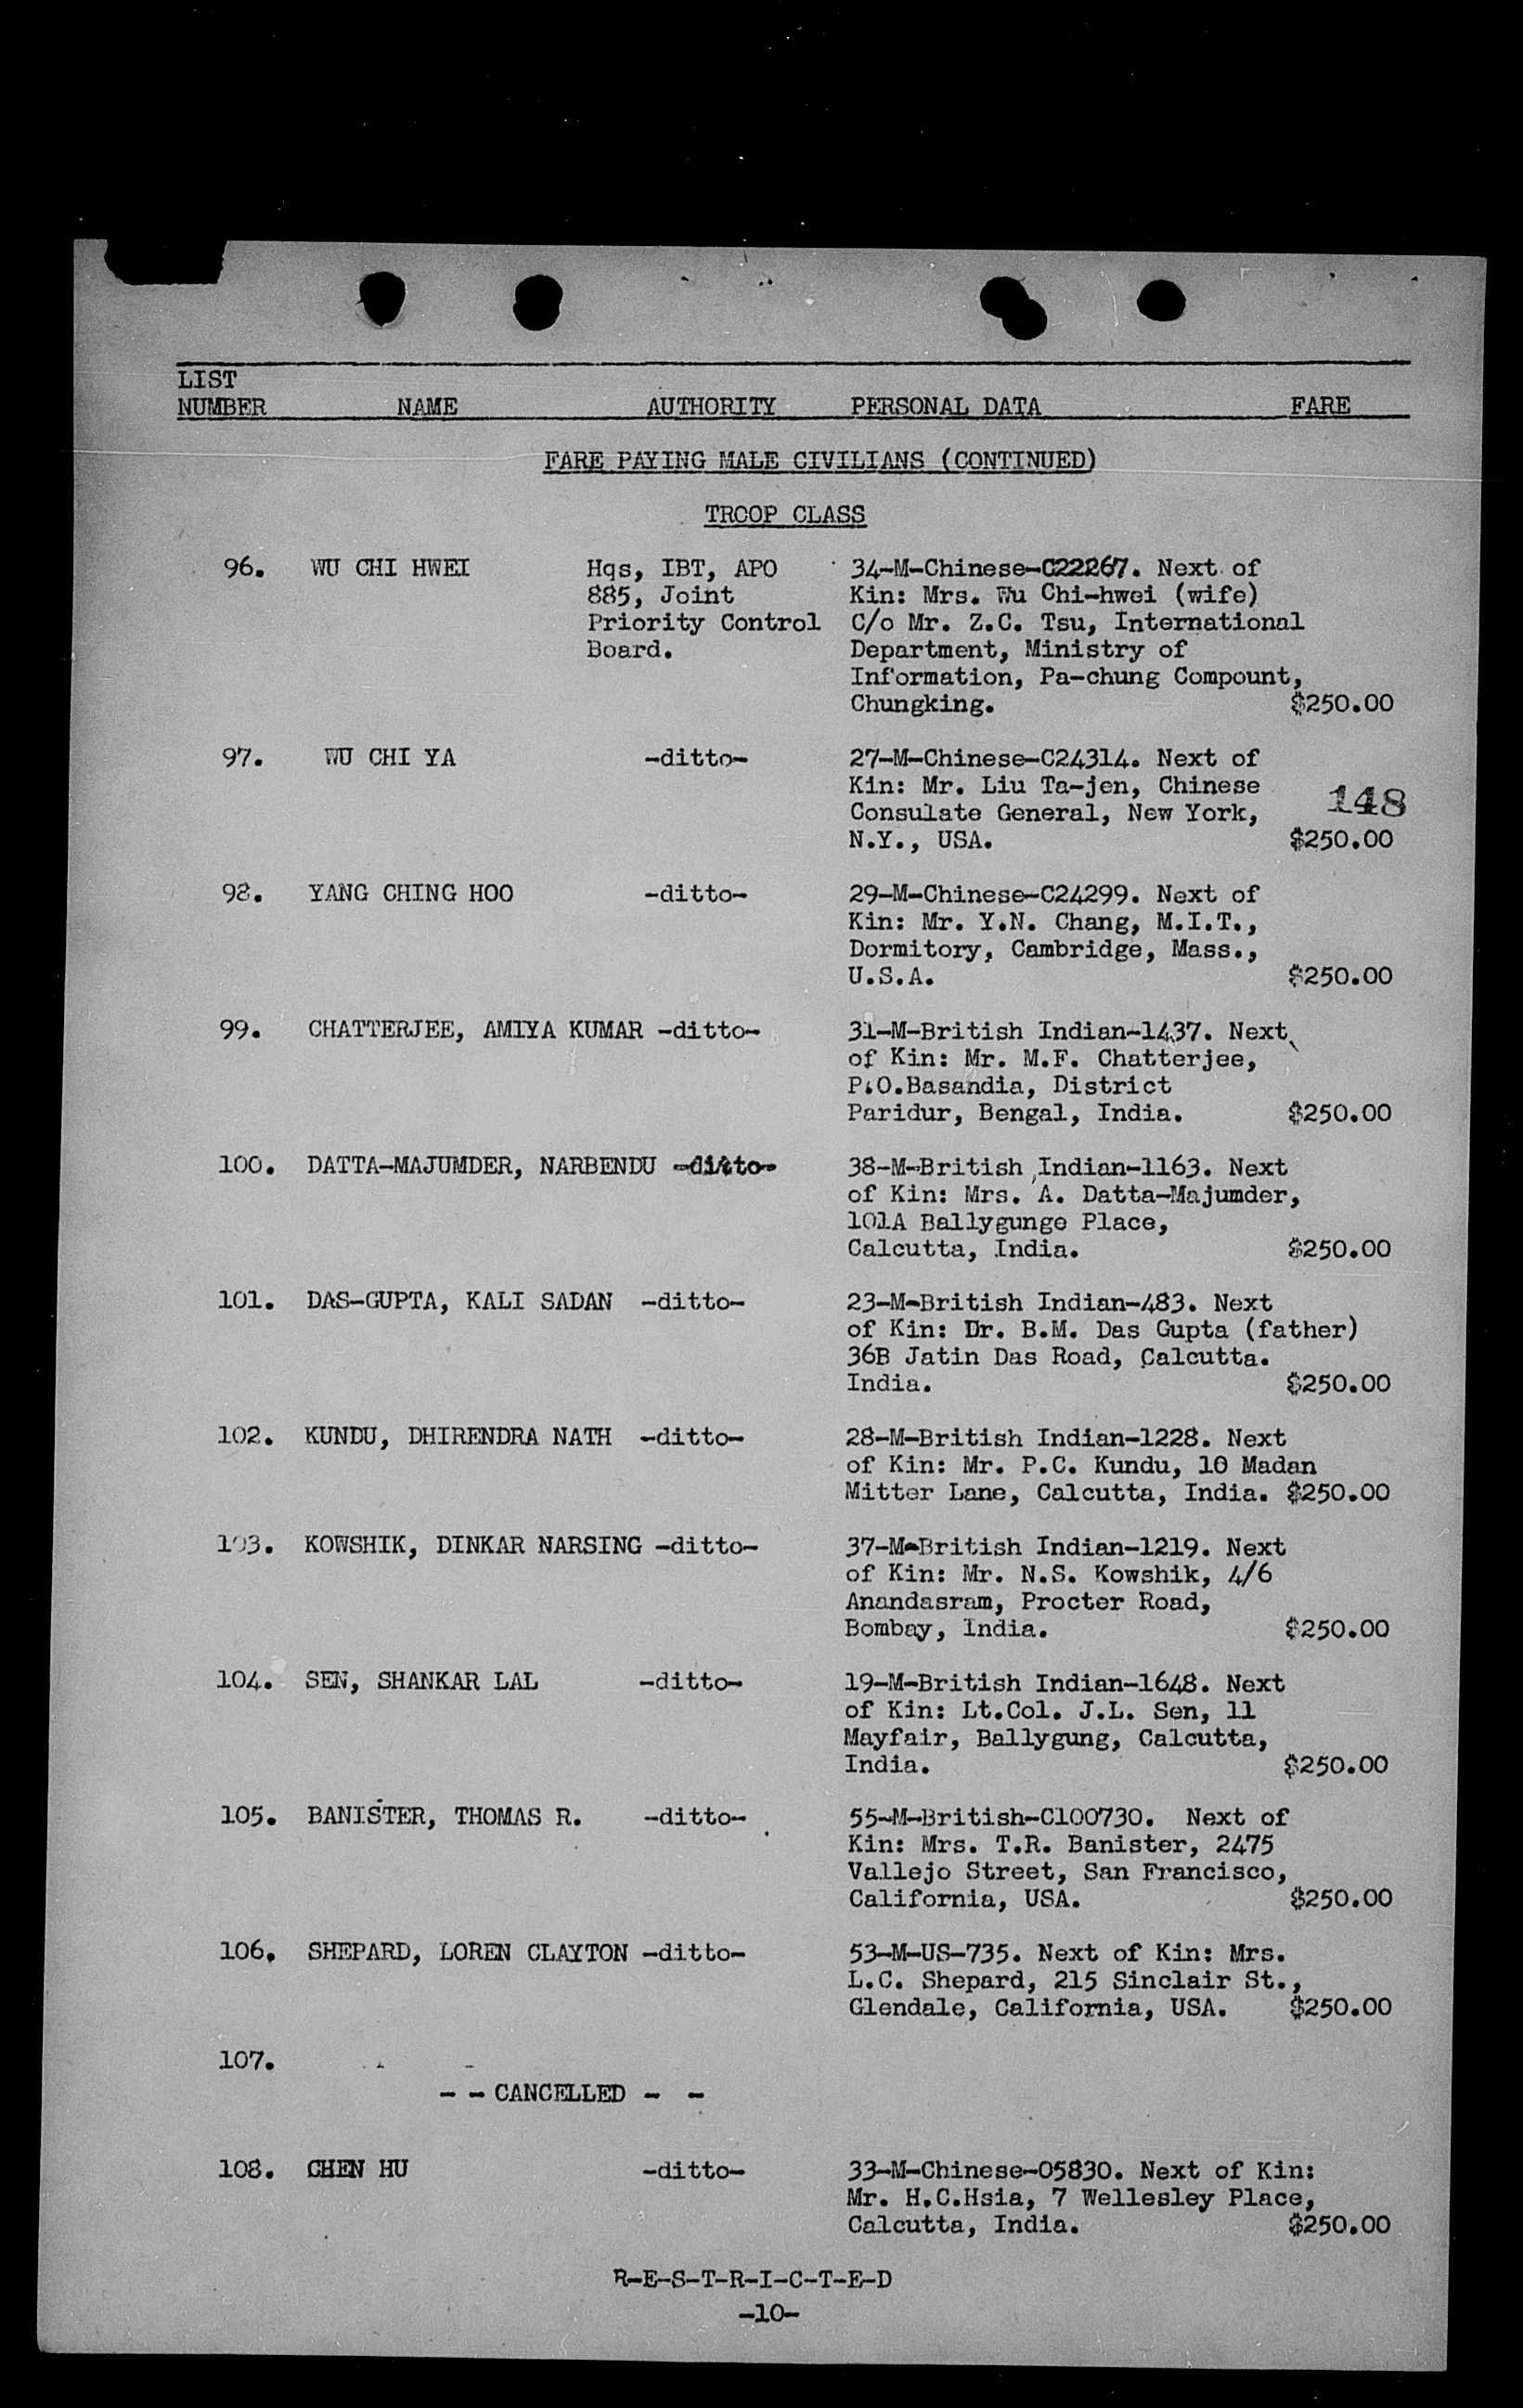 LIST
NUMBER NAME AUTHORITY PERSONAL DATA FARE
FARE PAYING MALE CIVILIANS (CONTINUED)
TROOP CLASS
96. WU CHI HWEI Hqs, IBT, APO 34-M-Chinese-C22267. Next of
885, Joint Kin: Mrs. Wu Chi-hwei (wife)
Priority Control C/o Mr. Z.C. Tsu, International
Board. Department, Ministry of
Information, Pa-chung Compount,
Chungking. $250.00
97. WU CHI YA -ditto- 27-M-Chinese-C24314. Next of
Kin: Mr. Liu Ta-jen, Chinese
Consulate General, New York, 148
N.Y., USA. $250.00
98. YANG CHING HOO -ditto- 29-M-Chinese-C24299. Next of
Kin: Mr. Y.N. Chang, M.I.T.,
Dormitory, Cambridge, Mass.,
U.S.A. $250.00
99. CHATTERJEE, AMIYA KUMAR -ditto- 31-M-British Indian-1437. Next
of Kin: Mr. M.F. Chatterjee,
P.O.Basandia, District
Paridur, Bengal, India. $250.00
100. DATTA-MAJUMDER, NARBENDU -ditto- 38-M-British Indian-1163. Next
of Kin: Mrs. A. Datta-Majumder,
101A Ballygunge Place,
Calcutta, India. $250.00
101. DAS-GUPTA, KALI SADAN -ditto- 23-M-British Indian-483. Next
of Kin: Dr. B.M. Das Gupta (father)
36B Jatin Das Road, Calcutta.
India. $250.00
102. KUNDU, DHIRENDRA NATH -ditto- 28-M-British Indian-1228. Next
of Kin: Mr. P.C. Kundu, 10 Madan
Mitter Lane, Calcutta, India. $250.00
103. KOWSHIK, DINKAR NARSING -ditto- 37-M-British Indian-1219. Next
of Kin: Mr. N.S. Kowshik, 4/6
Anandasram, Procter Road,
Bombay, India. $250.00
104. SEN, SHANKAR LAL -ditto- 19-M-British Indian-1648. Next
of Kin: Lt.Col. J.L. Sen, 11
Mayfair, Ballygung, Calcutta,
India. $250.00
105. BANISTER, THOMAS R. -ditto- 55-M-British-C100730. Next of
Kin: Mrs. T.R. Banister, 2475
Vallejo Street, San Francisco,
California, USA. $250.00
106. SHEPARD, LOREN CLAYTON -ditto- 53-M-US-735. Next of Kin: Mrs.
L.C. Shepard, 215 Sinclair St.,
Glendale, California, USA. $250.00
107.
- - CANCELLED - -
108. CHEN HU -ditto- 33-M-Chinese-05830. Next of Kin:
Mr. H.C.Hsia, 7 Wellesley Place,
Calcutta, India. $250.00
R-E-S-T-R-I-C-T-E-D
-10-